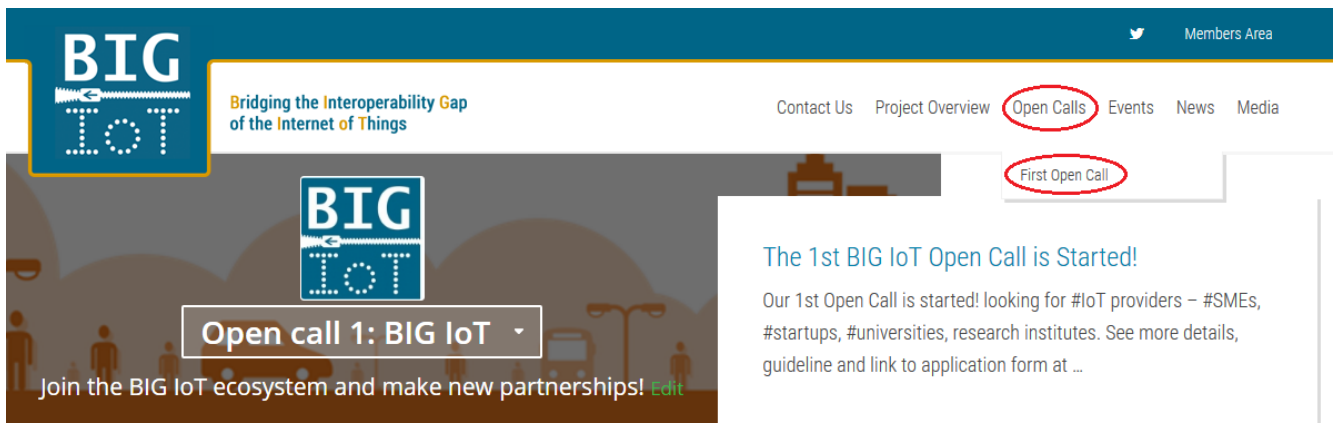 Members Area
BIG
IoT
Bridging the Interoperability Gap
of the Internet of Things
Contact Us Project Overview Open Calls Events News Media
First Open Call
BIG
IoT
Open call 1: BIG IoT
Join the BIG IoT ecosystem and make new partnerships! Edit
The 1st BIG IoT Open Call is Started!
Our 1st Open Call is started! looking for #IoT providers – #SMEs,
#startups, #universities, research institutes. See more details,
guideline and link to application form at ...